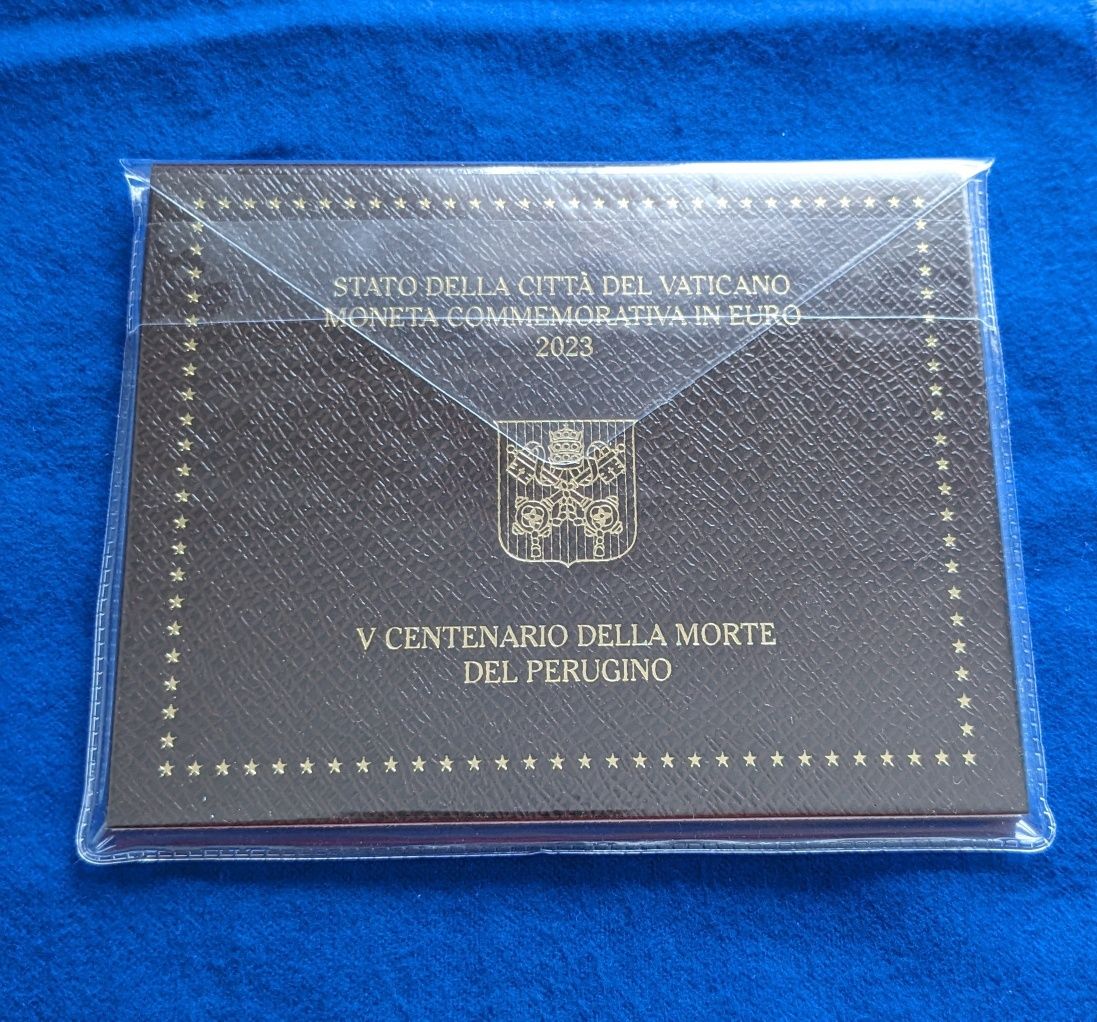 STATO DELLA CITTÀ DEL VATICANO
MONETA COMMEMORATIVA IN EURO
2023
V CENTENARIO DELLA MORTE
DEL PERUGINO